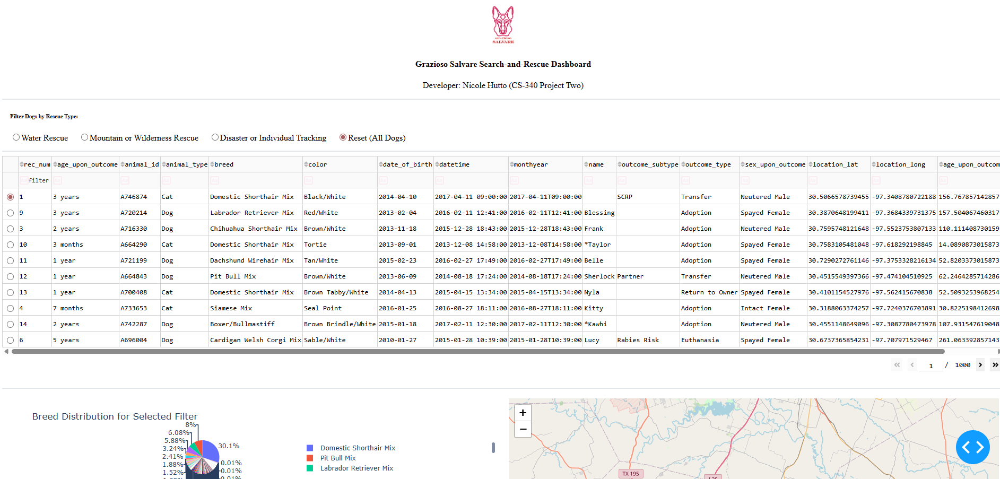 GRAZIOSO
SALVARE
Grazioso Salvare Search-and-Rescue Dashboard
Developer: Nicole Hutto (CS-340 Project Two)
Filter Dogs by Rescue Type:
Water Rescue Mountain or Wilderness Rescue Disaster or Individual Tracking Reset (All Dogs)
rec_num age_upon_outcome animal_id animal_type breed color date_of_birth datetime monthyear name outcome_subtype outcome_type sex_upon_outcome location_lat location_long age_upon_outcom
Aa filter Aa Aa Aa Aa Aa Aa Aa Aa Aa Aa Aa Aa Aa Aa Aa
1 3 years A746874 Cat Domestic Shorthair Mix Black/White 2014-04-10 2017-04-11 09:00:00 2017-04-11T09:00:00 SCRP Transfer Neutered Male 30.5066578739455 -97.3408780722188 156.767857142857
9 3 years A720214 Dog Labrador Retriever Mix Red/White 2013-02-04 2016-02-11 12:41:00 2016-02-11T12:41:00 Blessing Adoption Spayed Female 30.3870648199411 -97.3684339731375 157.504067460317
3 2 years A716330 Dog Chihuahua Shorthair Mix Brown/White 2013-11-18 2015-12-28 18:43:00 2015-12-28T18:43:00 Frank Adoption Neutered Male 30.7595748121648 -97.5523753807133 110.111408730159
10 3 months A664290 Cat Domestic Shorthair Mix Tortie 2013-09-01 2013-12-08 14:58:00 2013-12-08T14:58:00 *Taylor Adoption Spayed Female 30.7583105481048 -97.618292198845 14.0890873015873
11 1 year A721199 Dog Dachshund Wirehair Mix Tan/White 2015-02-23 2016-02-27 17:49:00 2016-02-27T17:49:00 Belle Adoption Spayed Female 30.7290272761146 -97.3753328216134 52.8203373015873
12 1 year A664843 Dog Pit Bull Mix Brown/White 2013-06-09 2014-08-18 17:24:00 2014-08-18T17:24:00 Sherlock Partner Transfer Neutered Male 30.4515549397366 -97.474104510925 62.2464285714286
13 1 year A700408 Cat Domestic Shorthair Mix Brown Tabby/White 2014-04-13 2015-04-15 13:34:00 2015-04-15T13:34:00 Nyla Return to Owner Spayed Female 30.4101154527976 -97.562415670838 52.5093253968254
4 7 months A733653 Cat Siamese Mix Seal Point 2016-01-25 2016-08-27 18:11:00 2016-08-27T18:11:00 Kitty Adoption Intact Female 30.3188063374257 -97.7240376703891 30.8225198412698
14 2 years A742287 Dog Boxer/Bullmastiff Brown Brindle/White 2015-01-18 2017-02-11 12:30:00 2017-02-11T12:30:00 *Kawhi Adoption Neutered Male 30.4551148649096 -97.3087780473978 107.931547619048
6 5 years A696004 Dog Cardigan Welsh Corgi Mix Sable/White 2010-01-27 2015-01-28 10:39:00 2015-01-28T10:39:00 Lucy Rabies Risk Euthanasia Spayed Female 30.6737365854231 -97.707971529467 261.063392857143
« ‹ 1 / 1000 › »
Breed Distribution for Selected Filter
8%
6.08%
5.88%
3.24%
2.41%
1.88%
1.52%
30.1%
0.01%
0.01%
0.01%
Domestic Shorthair Mix
Pit Bull Mix
Labrador Retriever Mix
+
−
TX 195
I 35